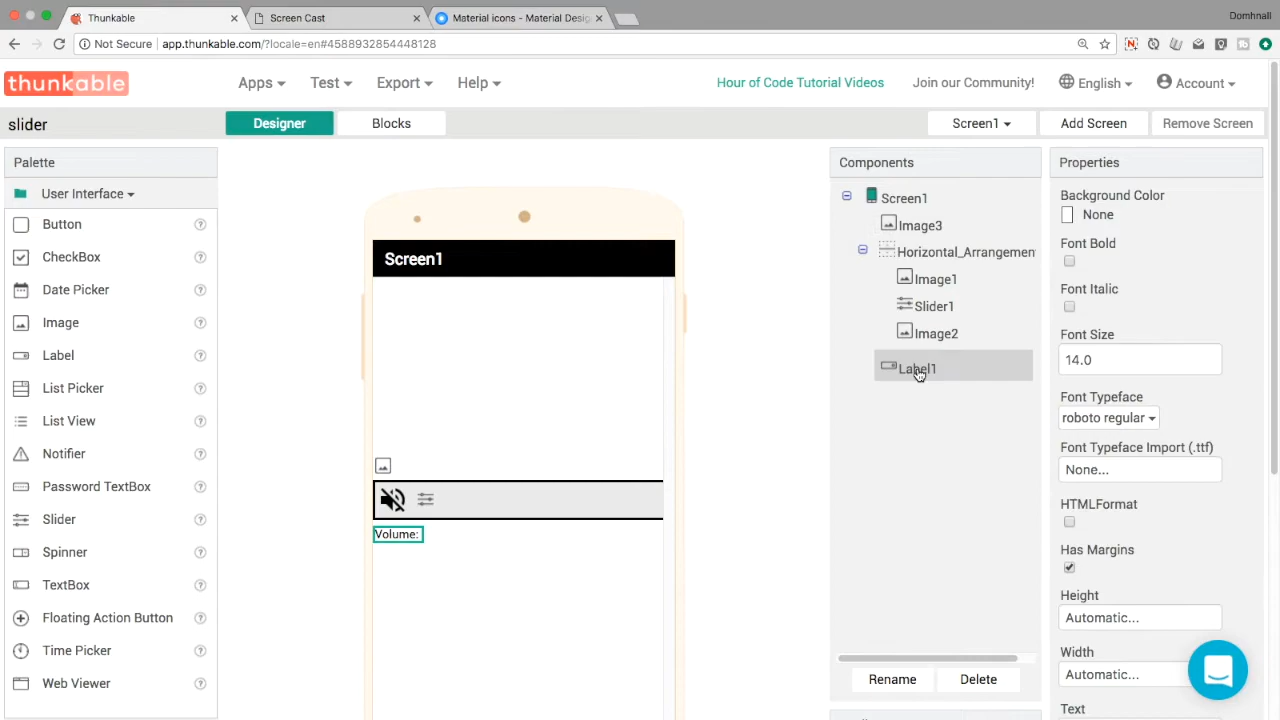 Thunkable
Screen Cast
Material icons - Material Desig
Domhnall
Not Secure
app.thunkable.com/?locale=en#4588932854448128
thunkable
Apps
Test
Export
Help
Hour of Code Tutorial Videos
Join our Community!
English
Account
slider
Designer
Blocks
Screen1
Add Screen
Remove Screen
Palette
User Interface
Button
CheckBox
Date Picker
Image
Label
List Picker
List View
Notifier
Password TextBox
Slider
Spinner
TextBox
Floating Action Button
Time Picker
Web Viewer
Screen1
Volume:
Components
Screen1
Image3
Horizontal_Arrangemen
Image1
Slider1
Image2
Label1
Rename
Delete
Properties
Background Color
None
Font Bold
Font Italic
Font Size
14.0
Font Typeface
roboto regular
Font Typeface Import (.ttf)
None...
HTMLFormat
Has Margins
Height
Automatic...
Width
Automatic...
Text